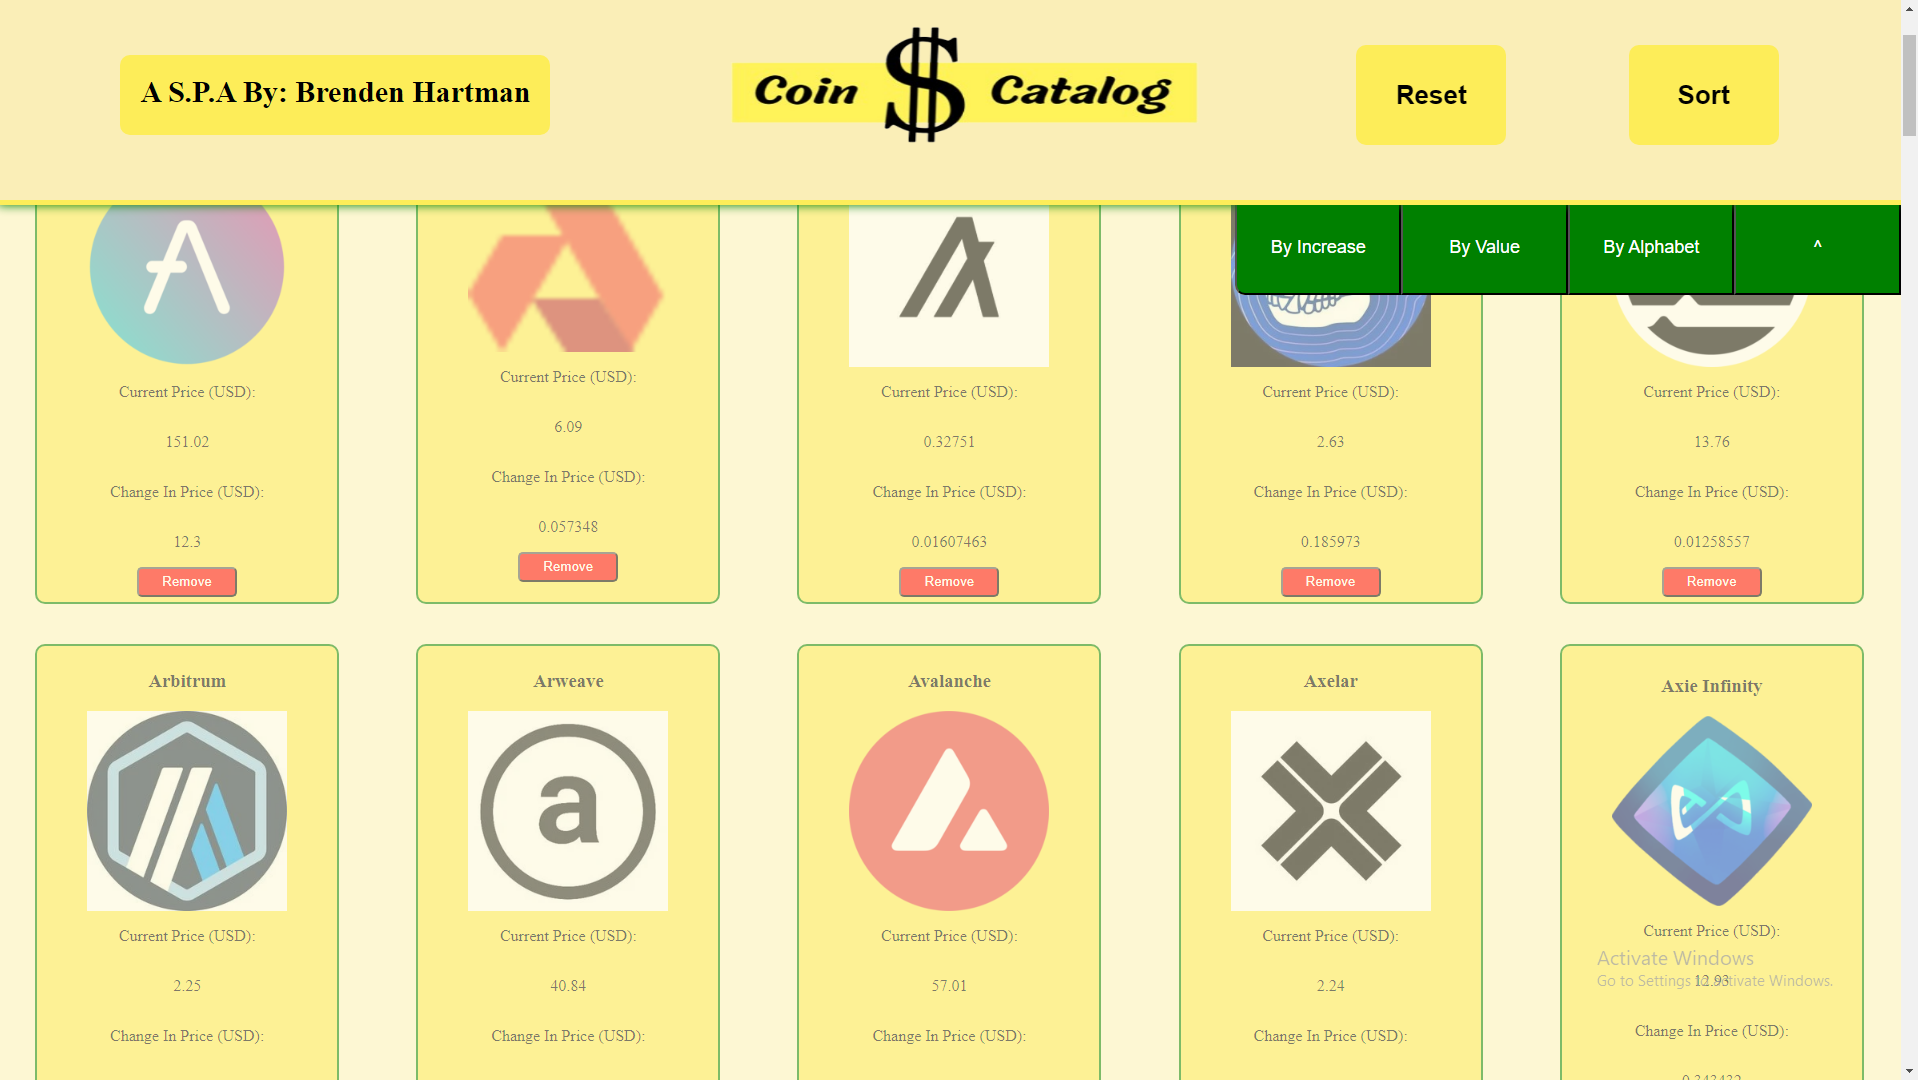 A S.P.A By: Brenden Hartman
Coin $ Catalog
Reset
Sort
By Increase
By Value
By Alphabet
^
Current Price (USD):
151.02
Change In Price (USD):
12.3
Remove
Current Price (USD):
6.09
Change In Price (USD):
0.057348
Remove
Current Price (USD):
0.32751
Change In Price (USD):
0.01607463
Remove
Current Price (USD):
2.63
Change In Price (USD):
0.185973
Remove
Current Price (USD):
13.76
Change In Price (USD):
0.01258557
Remove
Arbitrum
Current Price (USD):
2.25
Change In Price (USD):
Arweave
a
Current Price (USD):
40.84
Change In Price (USD):
Avalanche
Current Price (USD):
57.01
Change In Price (USD):
Axelar
Current Price (USD):
2.24
Change In Price (USD):
Axie Infinity
Current Price (USD):
12.93
Change In Price (USD):
Activate Windows
Go to Settings to Activate Windows.